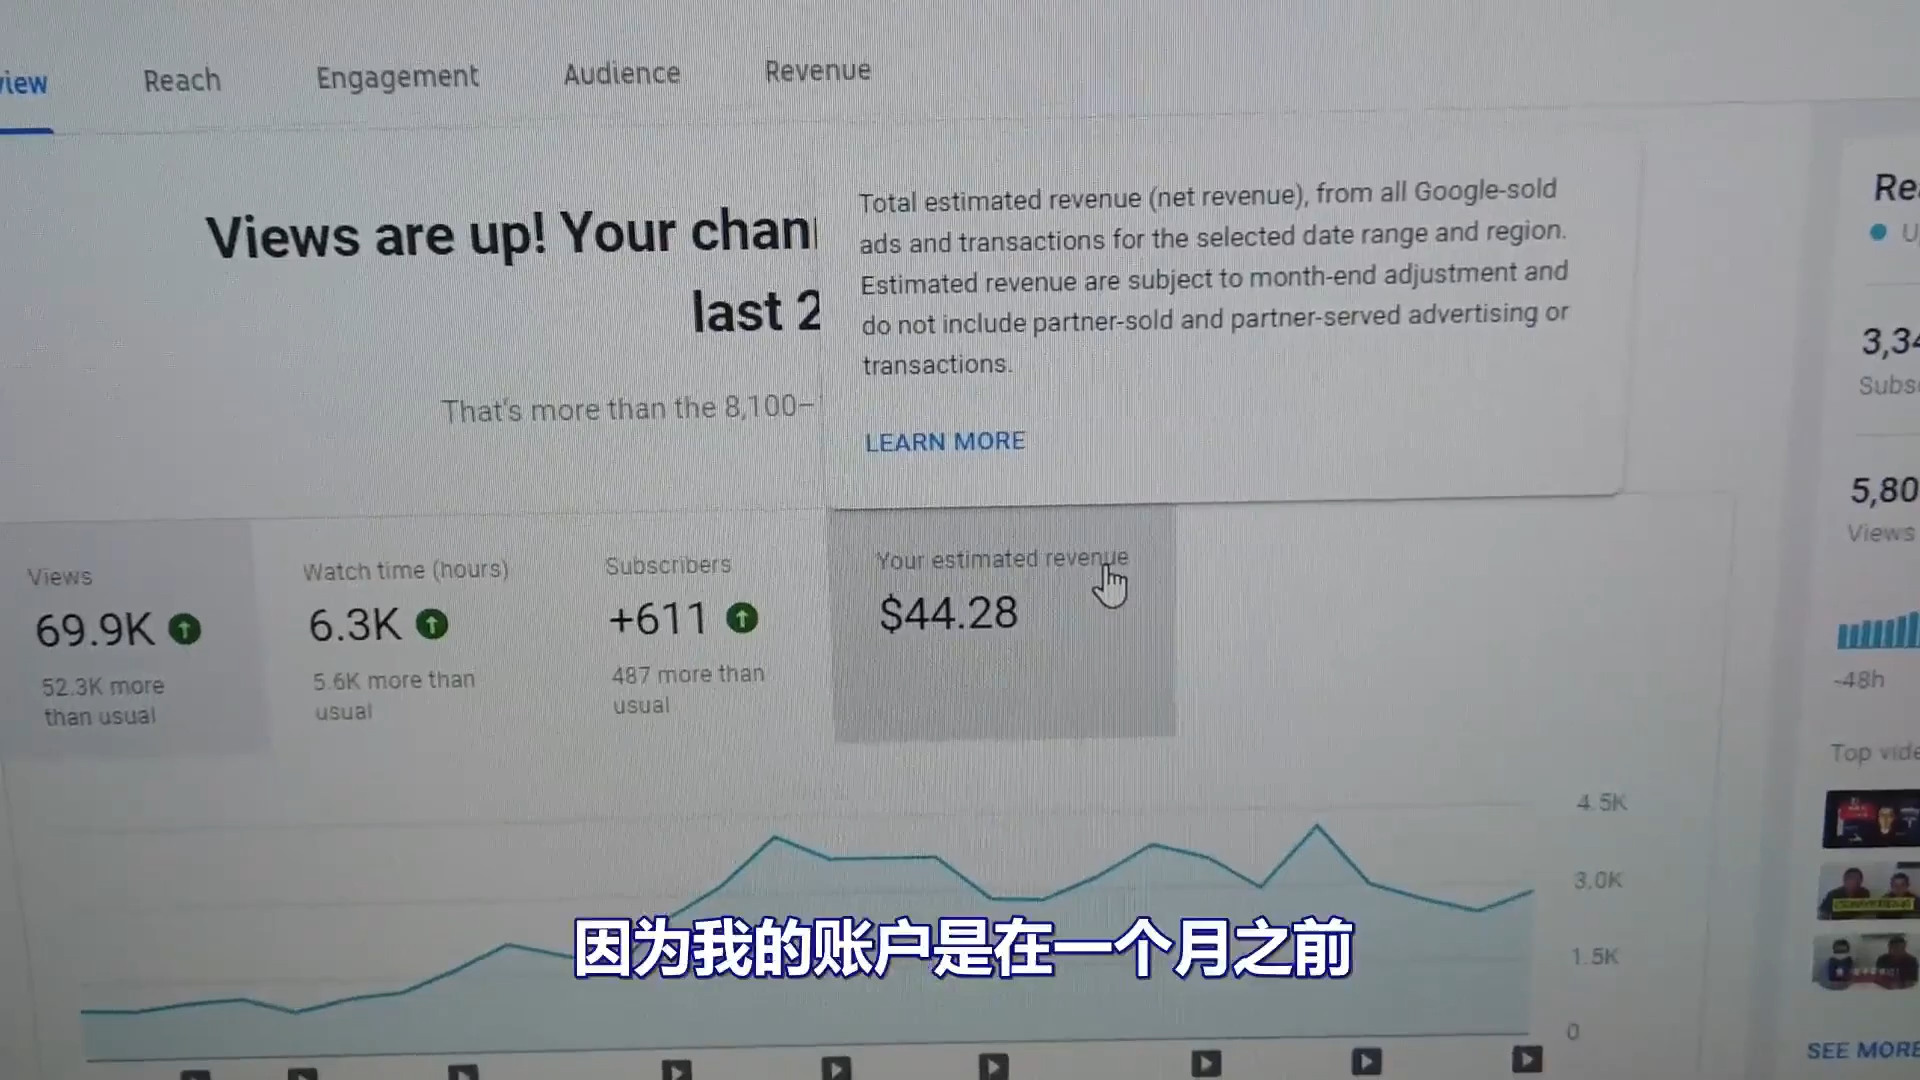 view
Reach
Engagement
Audience
Revenue
Views are up! Your chan
last 2
That's more than the 8,100–
Total estimated revenue (net revenue), from all Google-sold
ads and transactions for the selected date range and region.
Estimated revenue are subject to month-end adjustment and
do not include partner-sold and partner-served advertising or
transactions.
LEARN MORE
Views
69.9K
52.3K more
than usual
Watch time (hours)
6.3K
5.6K more than
usual
Subscribers
+611
487 more than
usual
Your estimated revenue
$44.28
4.5K
3.0K
1.5K
0
因为我的账户是在一个月之前
Re
U
3,34
Subs
5,80
Views
-48h
Top vide
SEE MORE